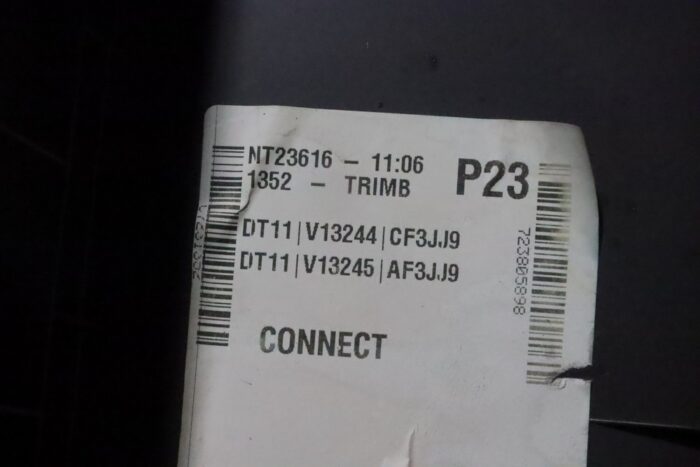 NT23616 - 11:06
1352 - TRIMB
P23
DT11|V13244|CF3JJ9
DT11|V13245|AF3JJ9
CONNECT
723805898